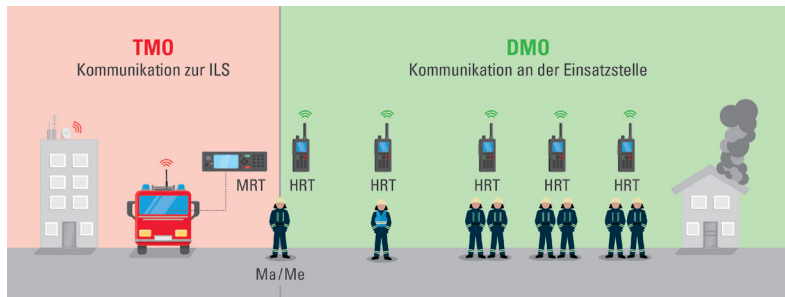 TMO
Kommunikation zur ILS
DMO
Kommunikation an der Einsatzstelle
MRT
HRT
HRT
HRT
HRT
HRT
Ma/Me